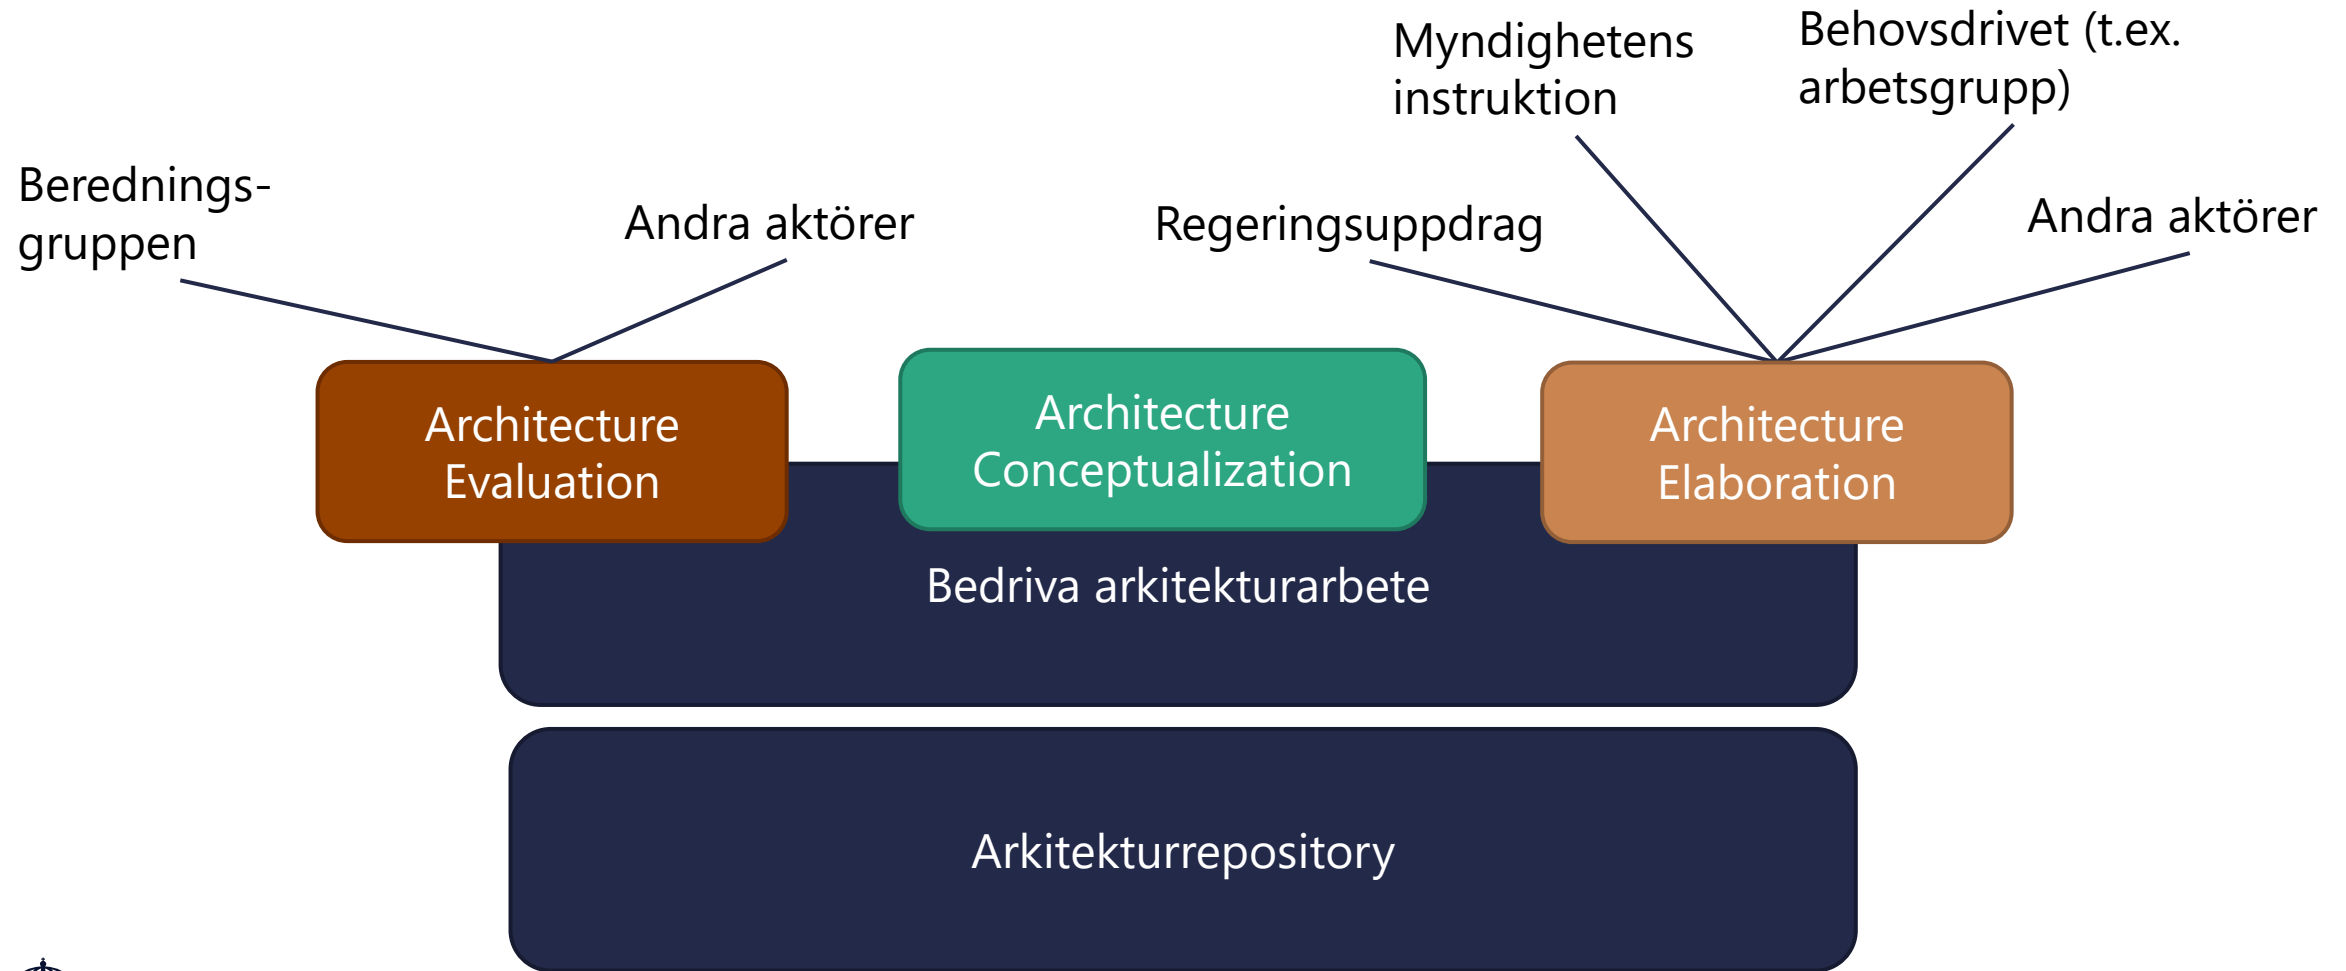 Myndighetens
instruktion
Behovsdrivet (t.ex.
arbetsgrupp)
Berednings-
gruppen
Andra aktörer
Regeringsuppdrag
Andra aktörer
Architecture
Evaluation
Architecture
Conceptualization
Architecture
Elaboration
Bedriva arkitekturarbete
Arkitekturrepository